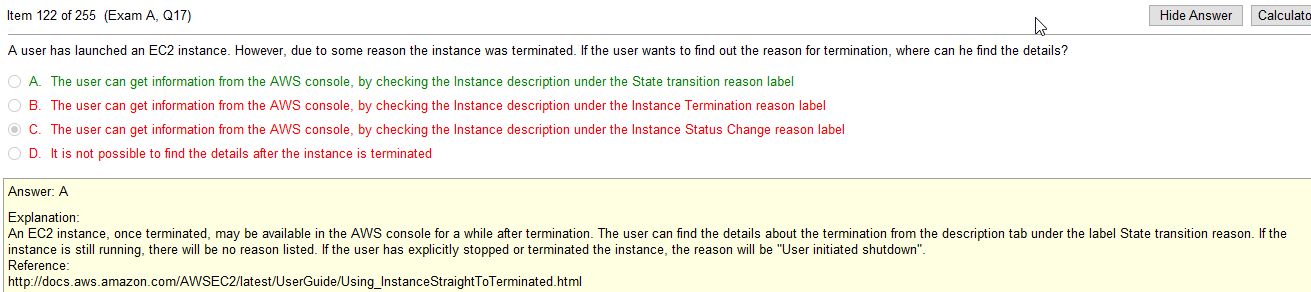 Item 122 of 255 (Exam A, Q17)
Hide Answer
Calculato
A user has launched an EC2 instance. However, due to some reason the instance was terminated. If the user wants to find out the reason for termination, where can he find the details?
A. The user can get information from the AWS console, by checking the Instance description under the State transition reason label
B. The user can get information from the AWS console, by checking the Instance description under the Instance Termination reason label
C. The user can get information from the AWS console, by checking the Instance description under the Instance Status Change reason label
D. It is not possible to find the details after the instance is terminated
Answer: A
Explanation:
An EC2 instance, once terminated, may be available in the AWS console for a while after termination. The user can find the details about the termination from the description tab under the label State transition reason. If the
instance is still running, there will be no reason listed. If the user has explicitly stopped or terminated the instance, the reason will be "User initiated shutdown".
Reference:
http://docs.aws.amazon.com/AWSEC2/latest/UserGuide/Using_InstanceStraightToTerminated.html